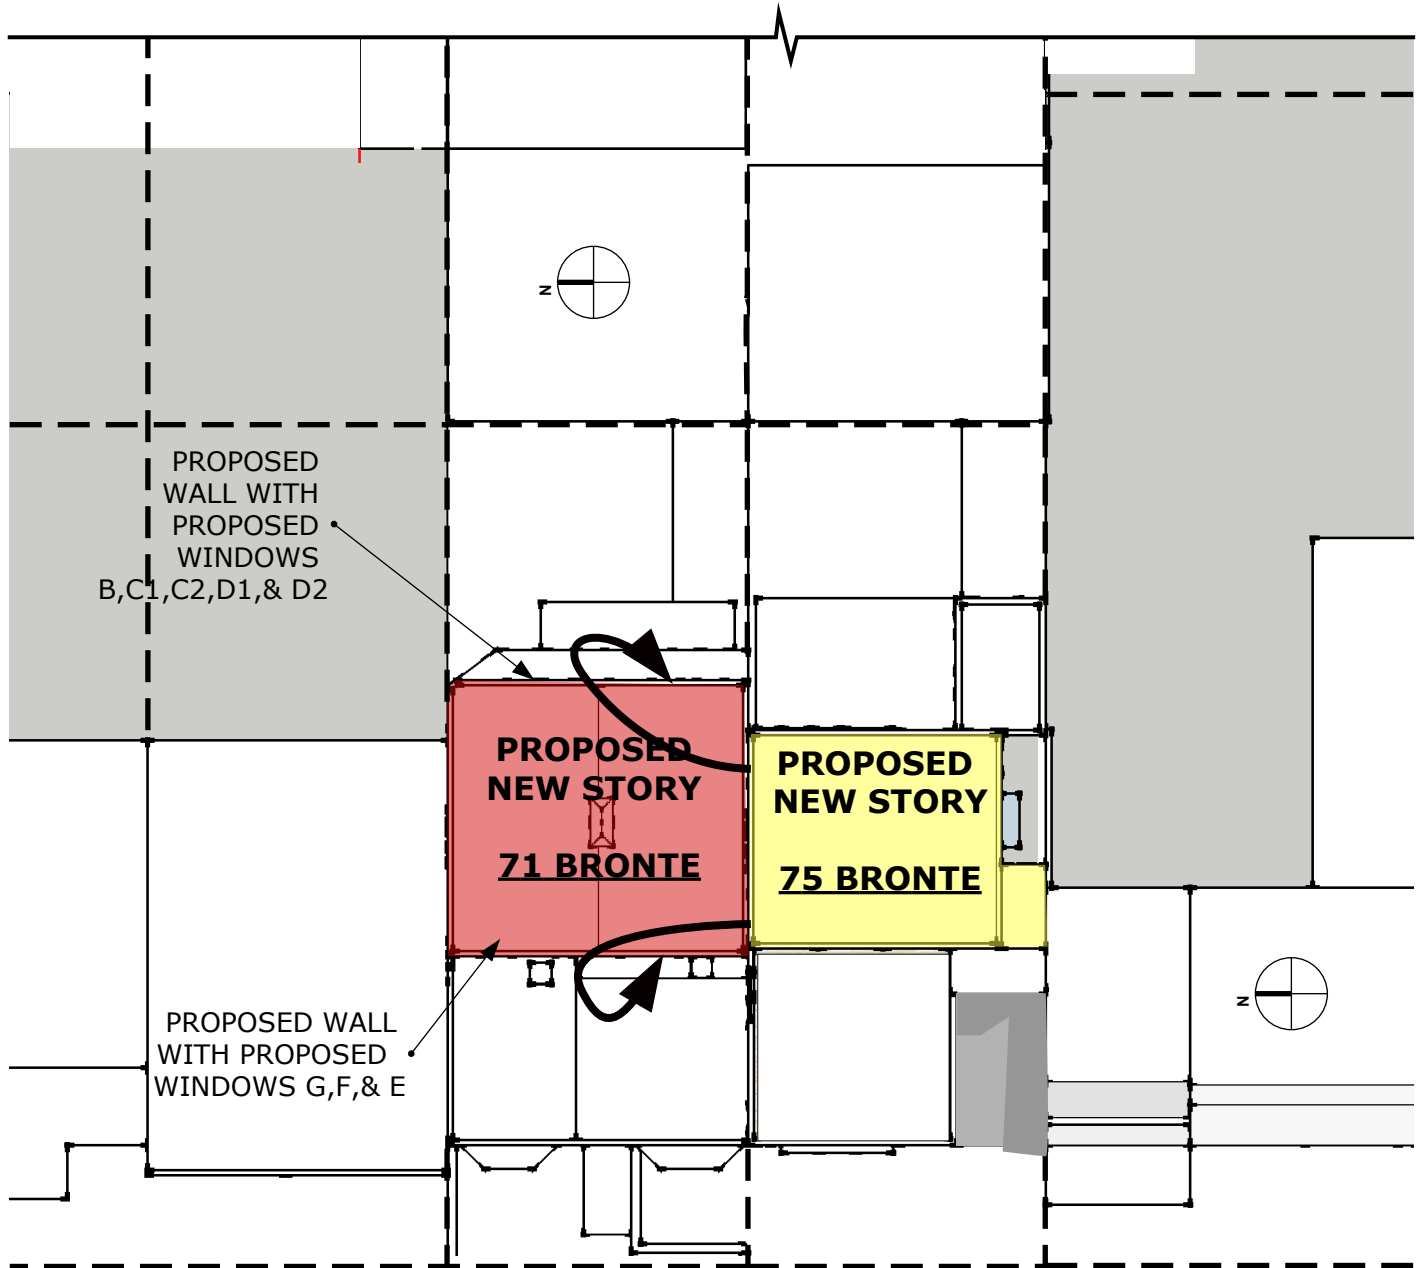 N
PROPOSED
WALL WITH
PROPOSED
WINDOWS
B,C1,C2,D1,& D2
PROPOSED
NEW STORY
71 BRONTE
PROPOSED
NEW STORY
75 BRONTE
N
PROPOSED WALL
WITH PROPOSED
WINDOWS G,F,& E